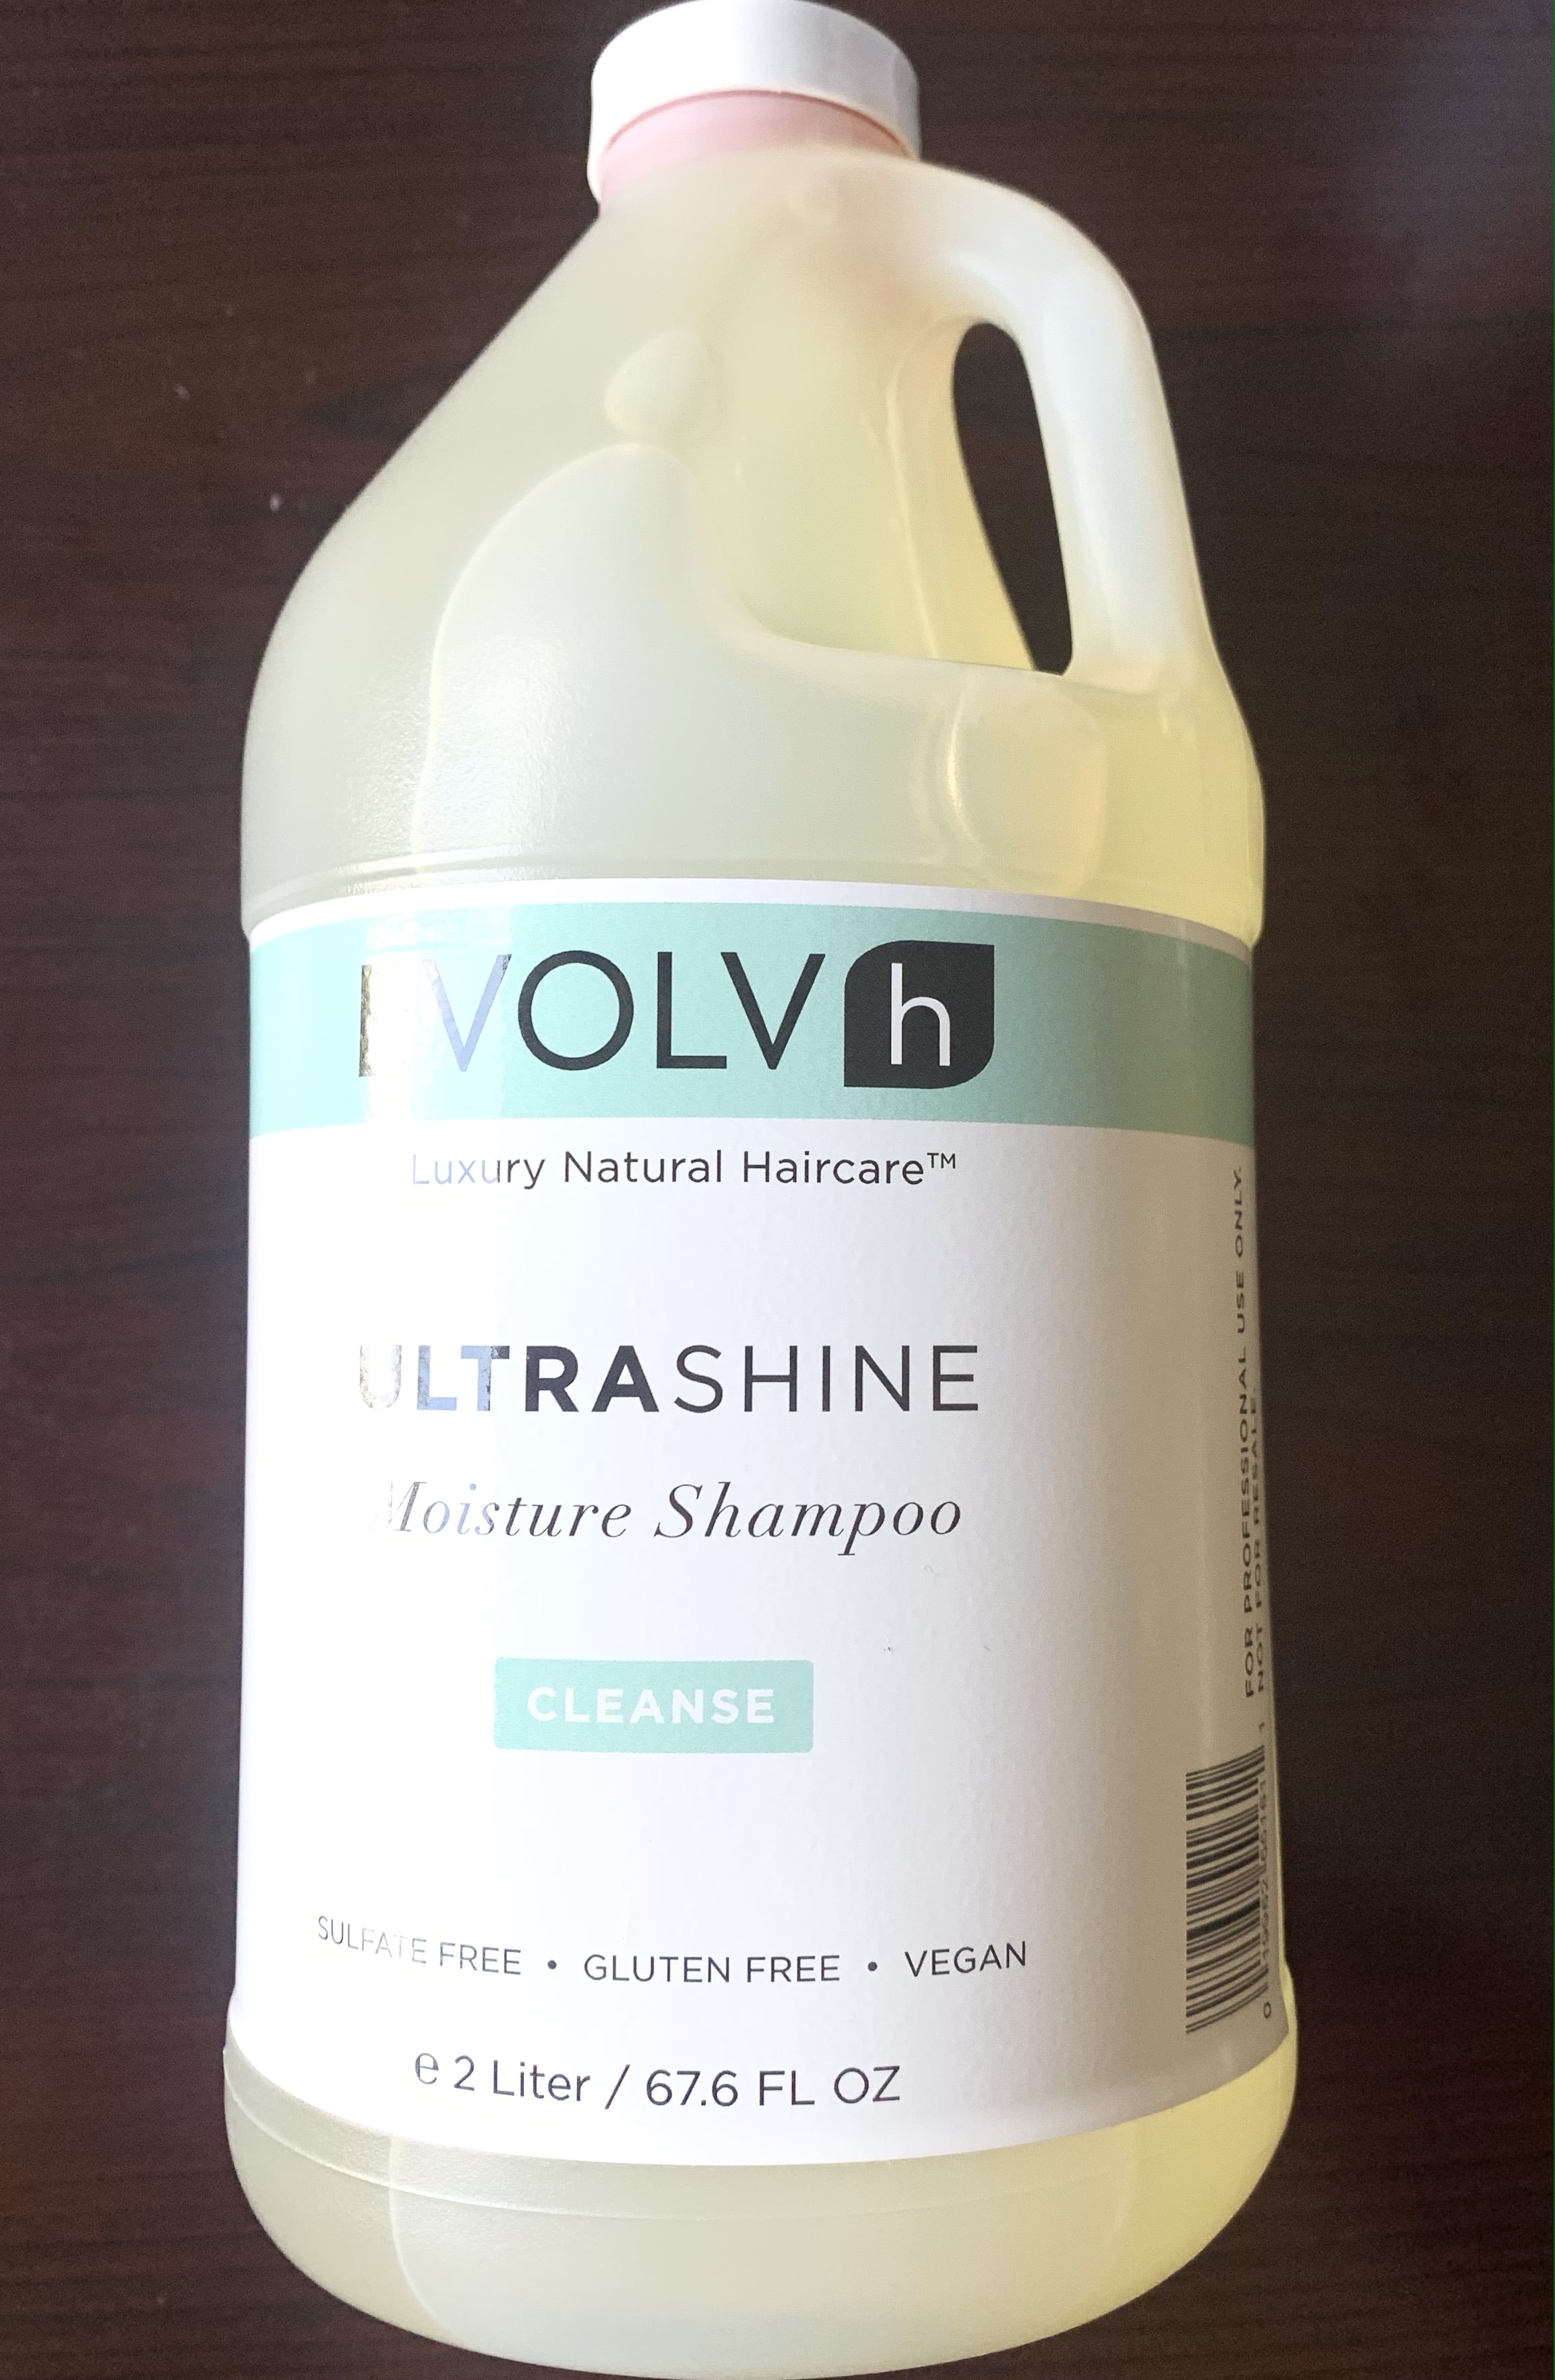 EVOLVh
Luxury Natural Haircare™
ULTRASHINE
Moisture Shampoo
CLEANSE
SULFATE FREE • GLUTEN FREE • VEGAN
℮ 2 Liter / 67.6 FL OZ
FOR PROFESSIONAL USE ONLY.
NOT FOR RESALE.